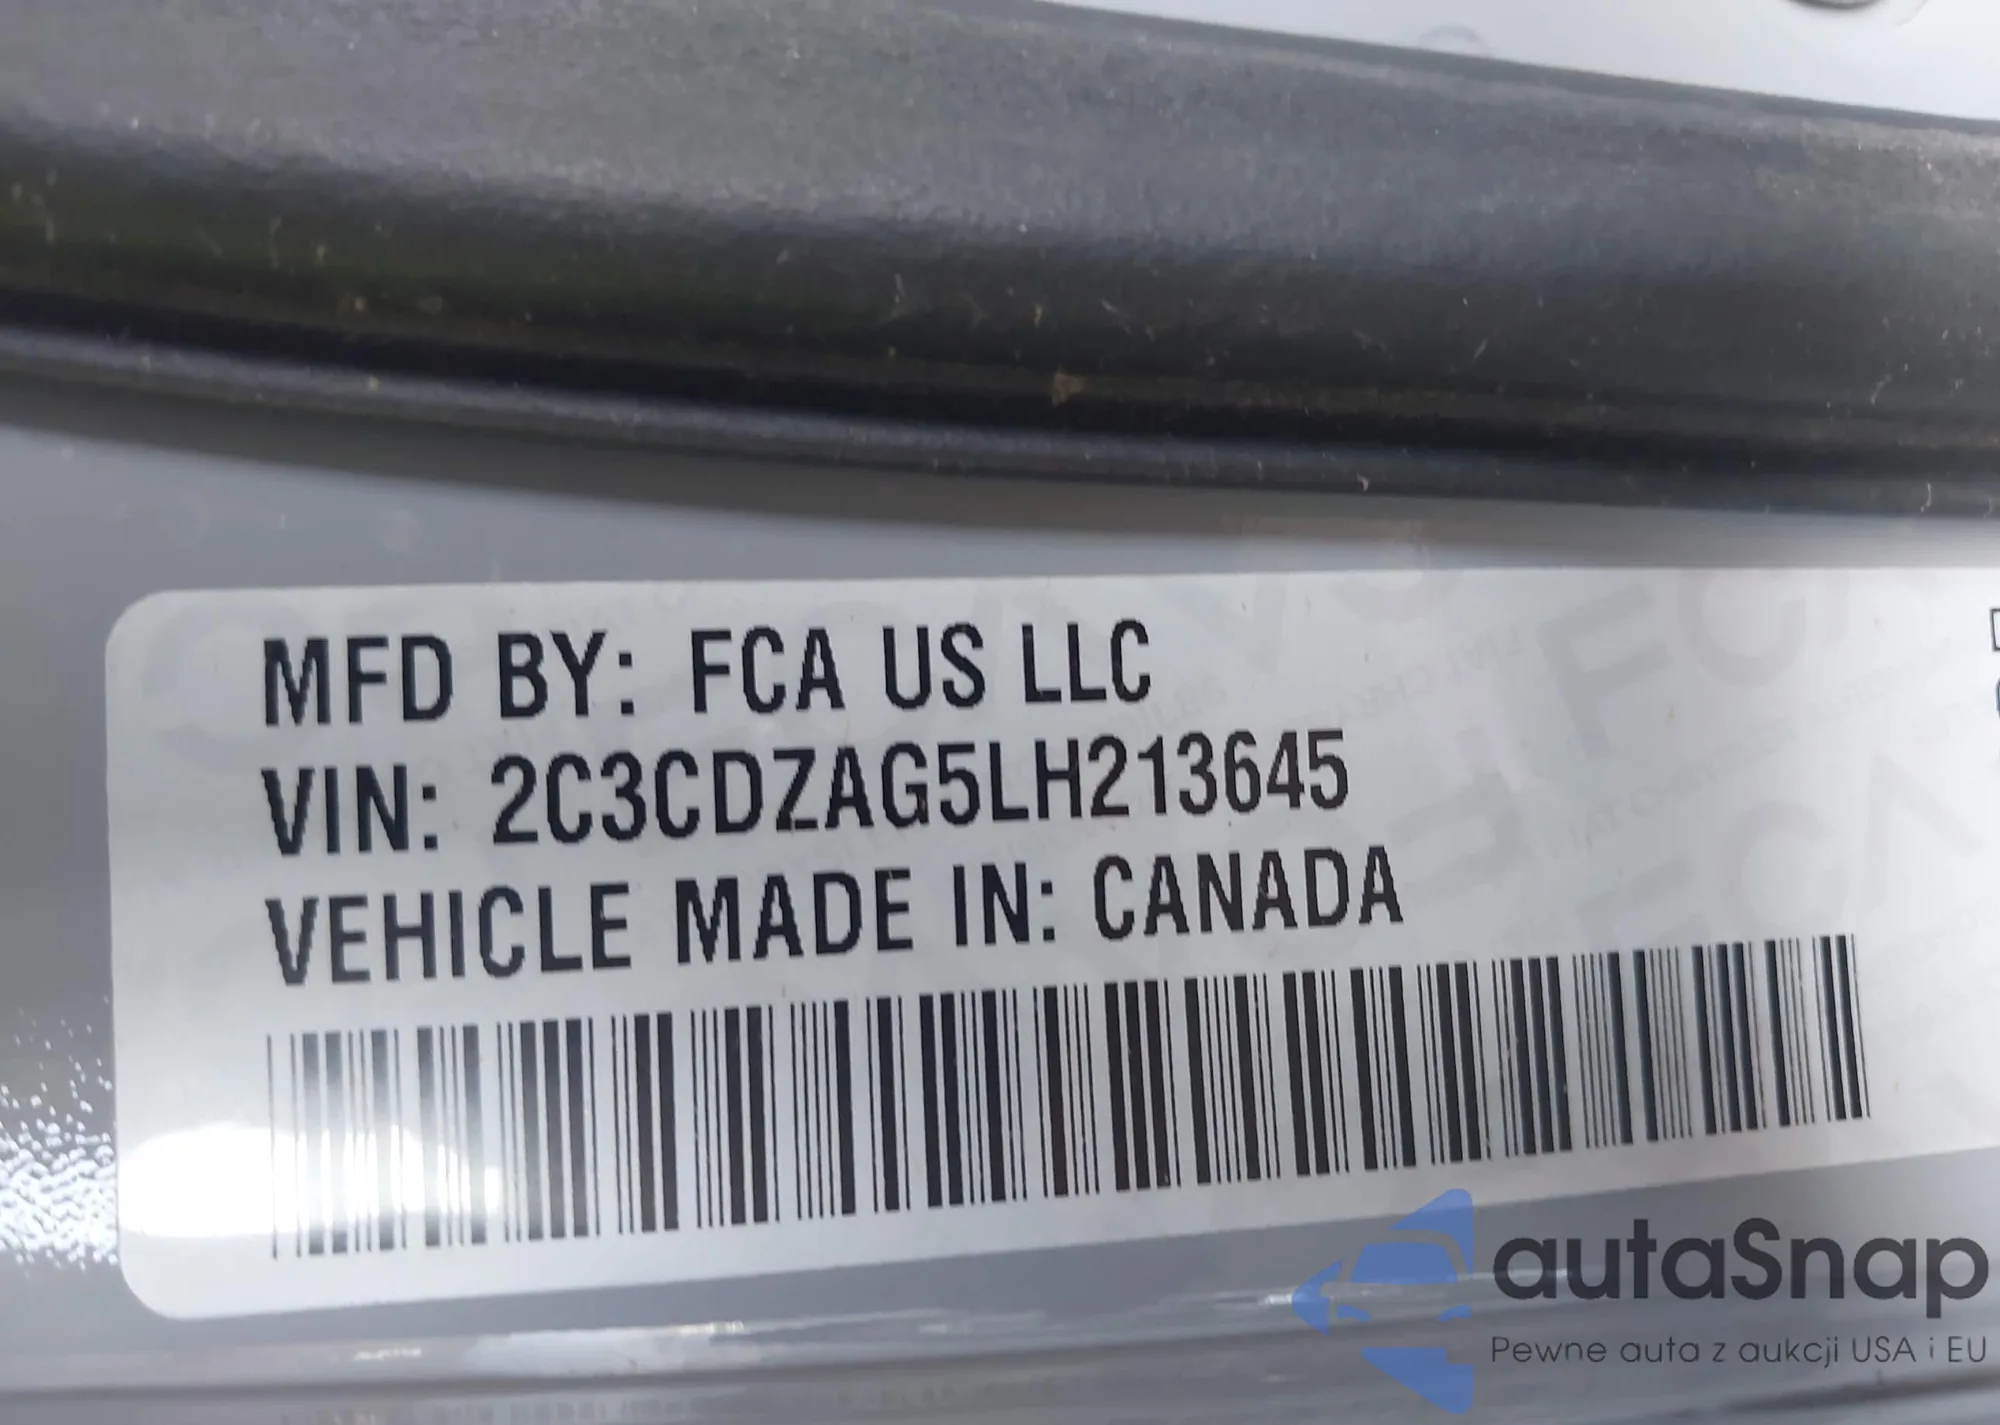 MFD BY: FCA US LLC
VIN: 2C3CDZAG5LH213645
VEHICLE MADE IN: CANADA
autaSnap
Pewne auta z aukcji USA i EU